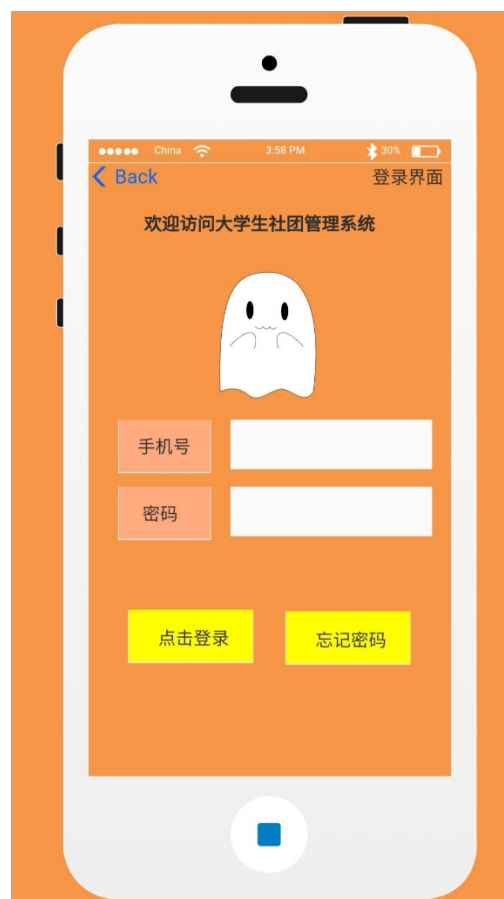 China 3:58 PM 30%
Back 登录界面
欢迎访问大学生社团管理系统
手机号
密码
点击登录 忘记密码